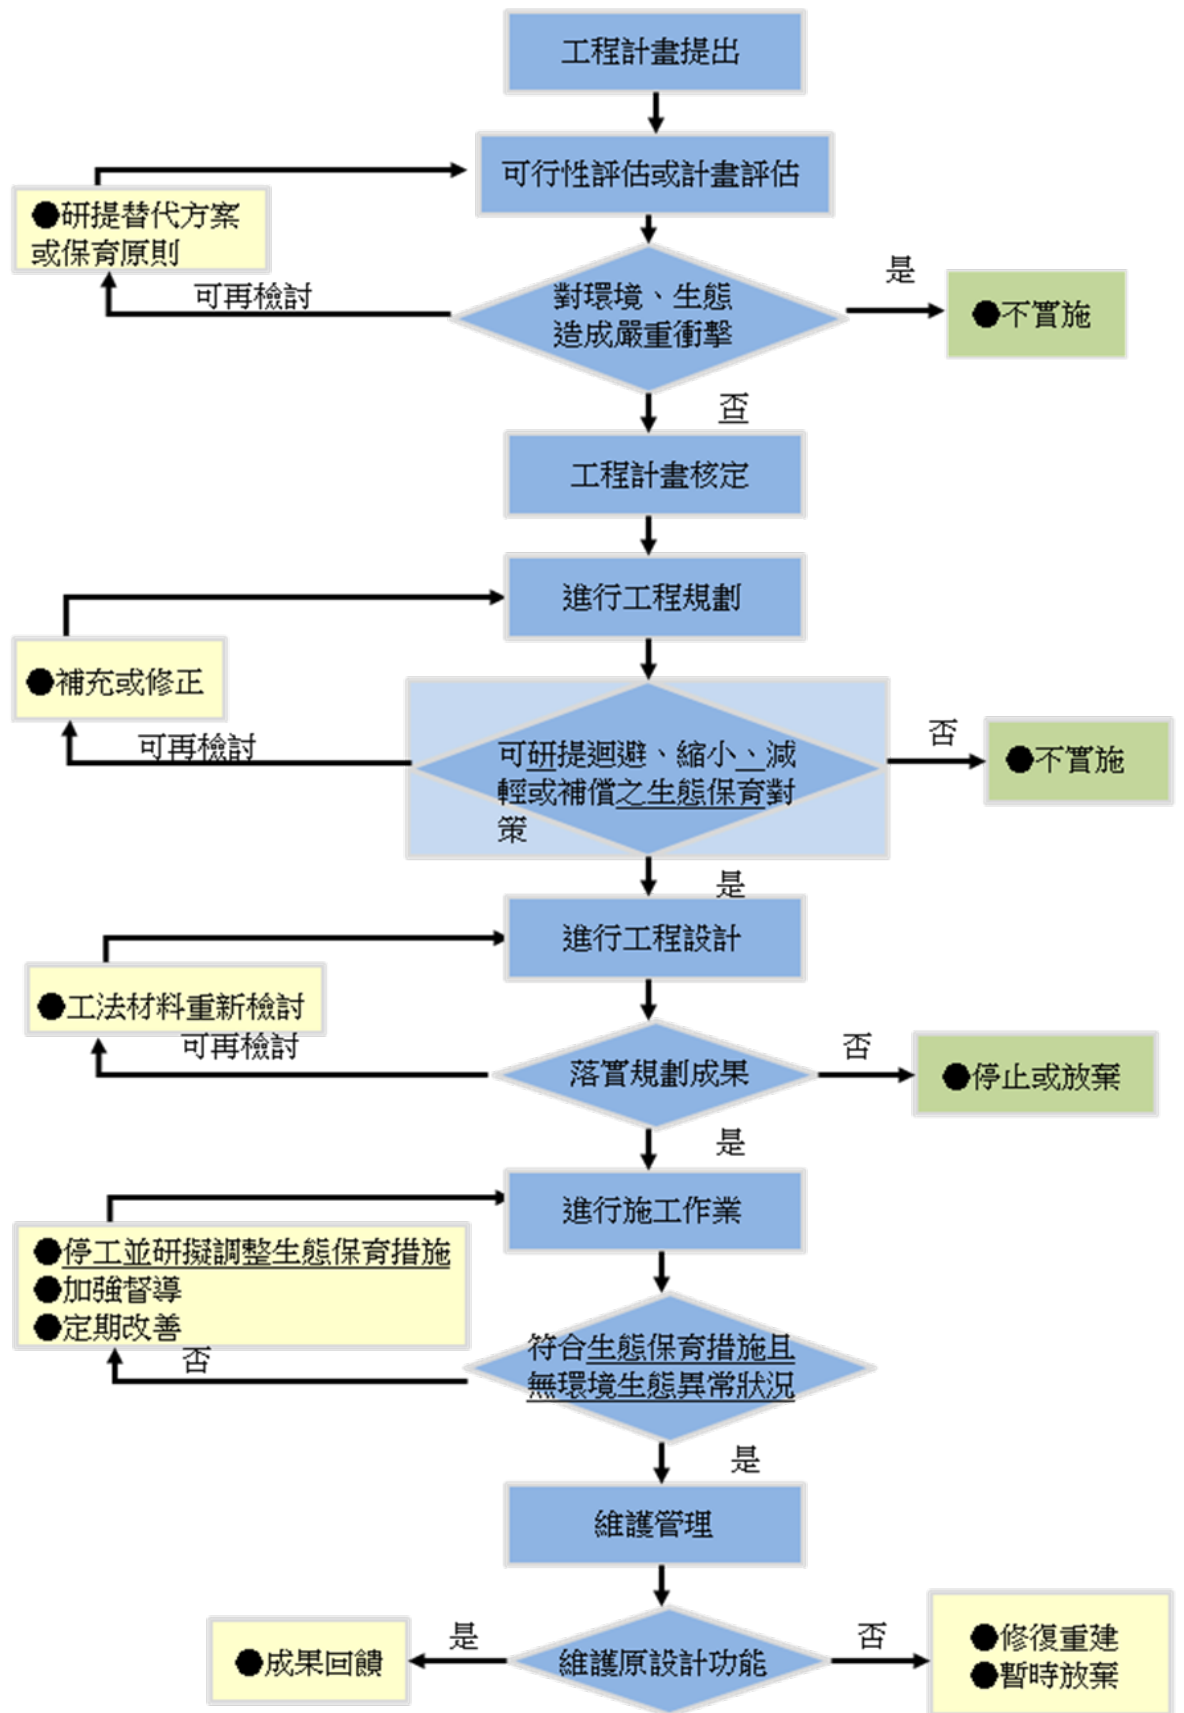 工程計畫提出
可行性評估或計畫評估
●研提替代方案
或保育原則
可再檢討
對環境、生態
造成嚴重衝擊
是
●不實施
否
工程計畫核定
進行工程規劃
●補充或修正
可再檢討
可研提迴避、縮小、減
輕或補償之生態保育對
策
否
●不實施
是
進行工程設計
●工法材料重新檢討
可再檢討
落實規劃成果
否
●停止或放棄
是
進行施工作業
●停工並研擬調整生態保育措施
●加強督導
●定期改善
否
符合生態保育措施且
無環境生態異常狀況
是
維護管理
●成果回饋
是
維護原設計功能
否
●修復重建
●暫時放棄